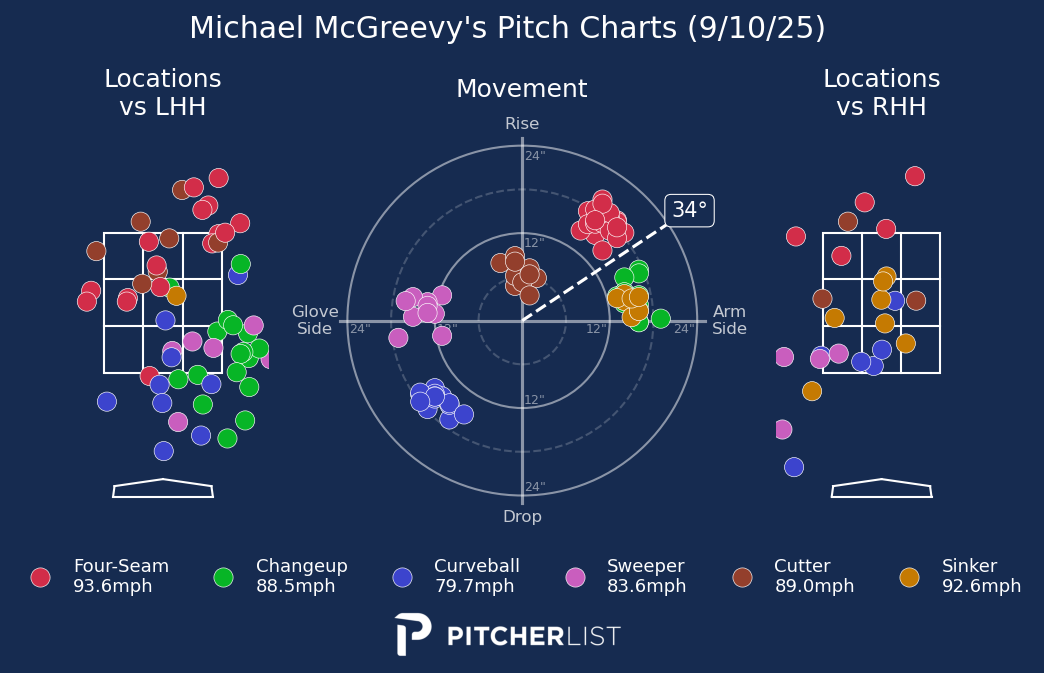 Michael McGreevy's Pitch Charts (9/10/25)
Locations
vs LHH
Movement
Locations
vs RHH
Rise
24"
34°
12"
Glove
Side
24"
12"
12"
24"
Arm
Side
12"
24"
Drop
Four-Seam
93.6mph
Changeup
88.5mph
Curveball
79.7mph
Sweeper
83.6mph
Cutter
89.0mph
Sinker
92.6mph
PITCHERLIST